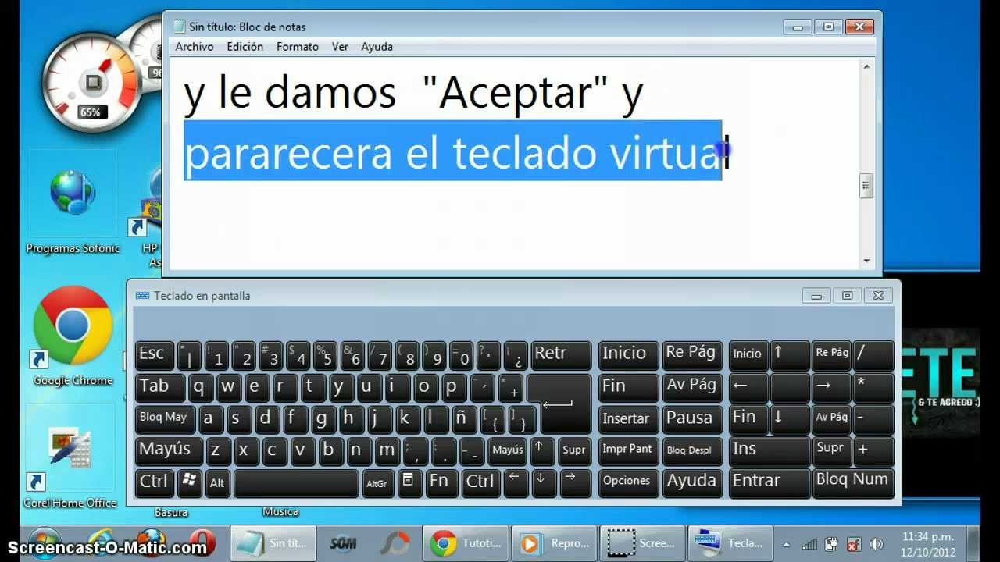 Sin título: Bloc de notas
Archivo Edición Formato Ver Ayuda
y le damos "Aceptar" y
pararecera el teclado virtual
65%
Programas Sofonic
HP
As
Google Chrome
Corel Home Office
Basura
Musica
Teclado en pantalla
Esc ° | ! 1 " 2 # 3 $ 4 % 5 & 6 / 7 ( 8 ) 9 = 0 ? ' ¡ ¿ Retr Inicio Re Pág Inicio ↑ Re Pág /
Tab q w e r t y u i o p ¨ ´ * + Fin Av Pág ← → *
Bloq May a s d f g h j k l ñ [ { ] } Insertar Pausa Fin ↓ Av Pág -
Mayús z x c v b n m ; , : . _ - Mayús ↑ Supr Impr Pant Bloq Despl Ins Supr +
Ctrl Alt AltGr Fn Ctrl ← ↓ → Opciones Ayuda Entrar Bloq Num
ETE
& TE AGREGO ;)
Screencast-O-Matic.com
Sin tít... SOM Tutoti... Repro... Scree... Tecla...
11:34 p.m.
12/10/2012